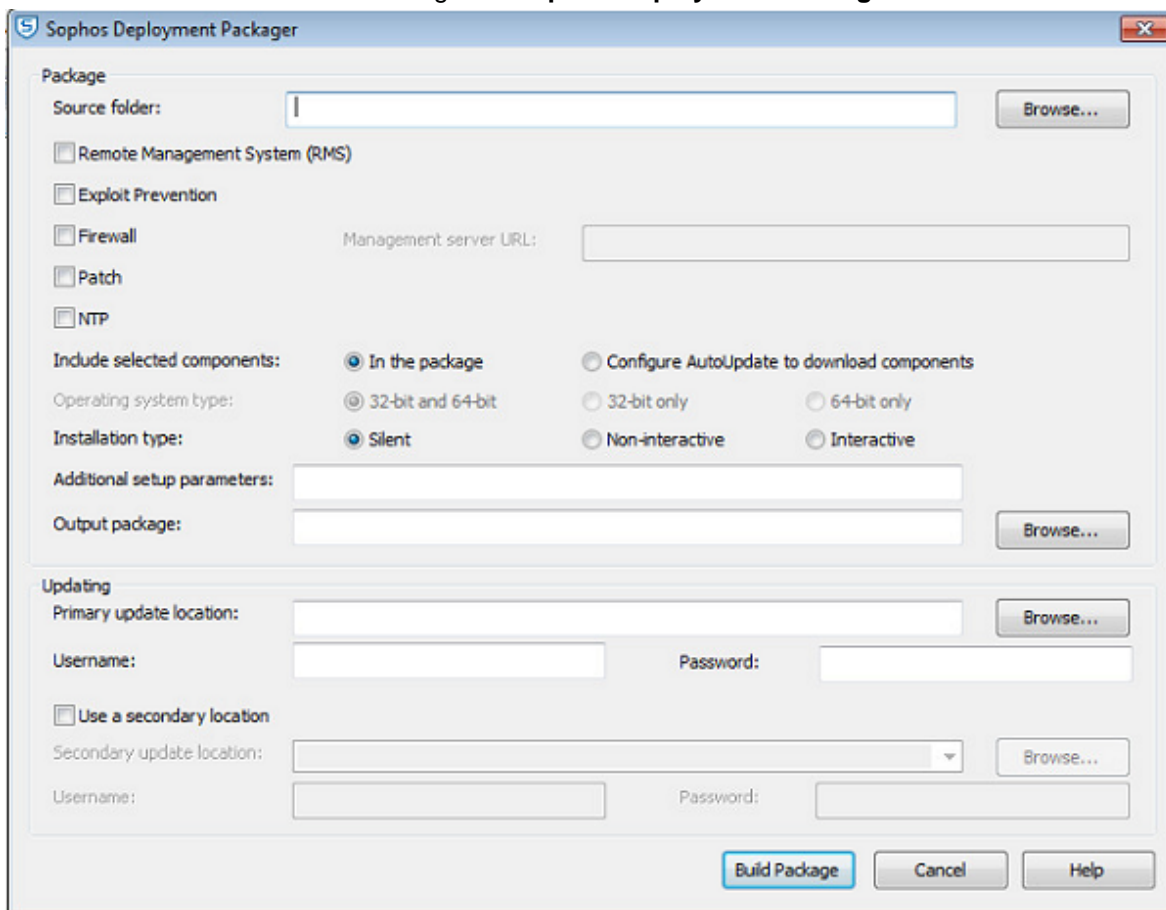 Sophos Deployment Packager
Package
Source folder: Browse...
Remote Management System (RMS)
Exploit Prevention
Firewall Management server URL:
Patch
NTP
Include selected components: In the package Configure AutoUpdate to download components
Operating system type: 32-bit and 64-bit 32-bit only 64-bit only
Installation type: Silent Non-interactive Interactive
Additional setup parameters:
Output package: Browse...
Updating
Primary update location: Browse...
Username: Password:
Use a secondary location
Secondary update location: Browse...
Username: Password:
Build Package Cancel Help